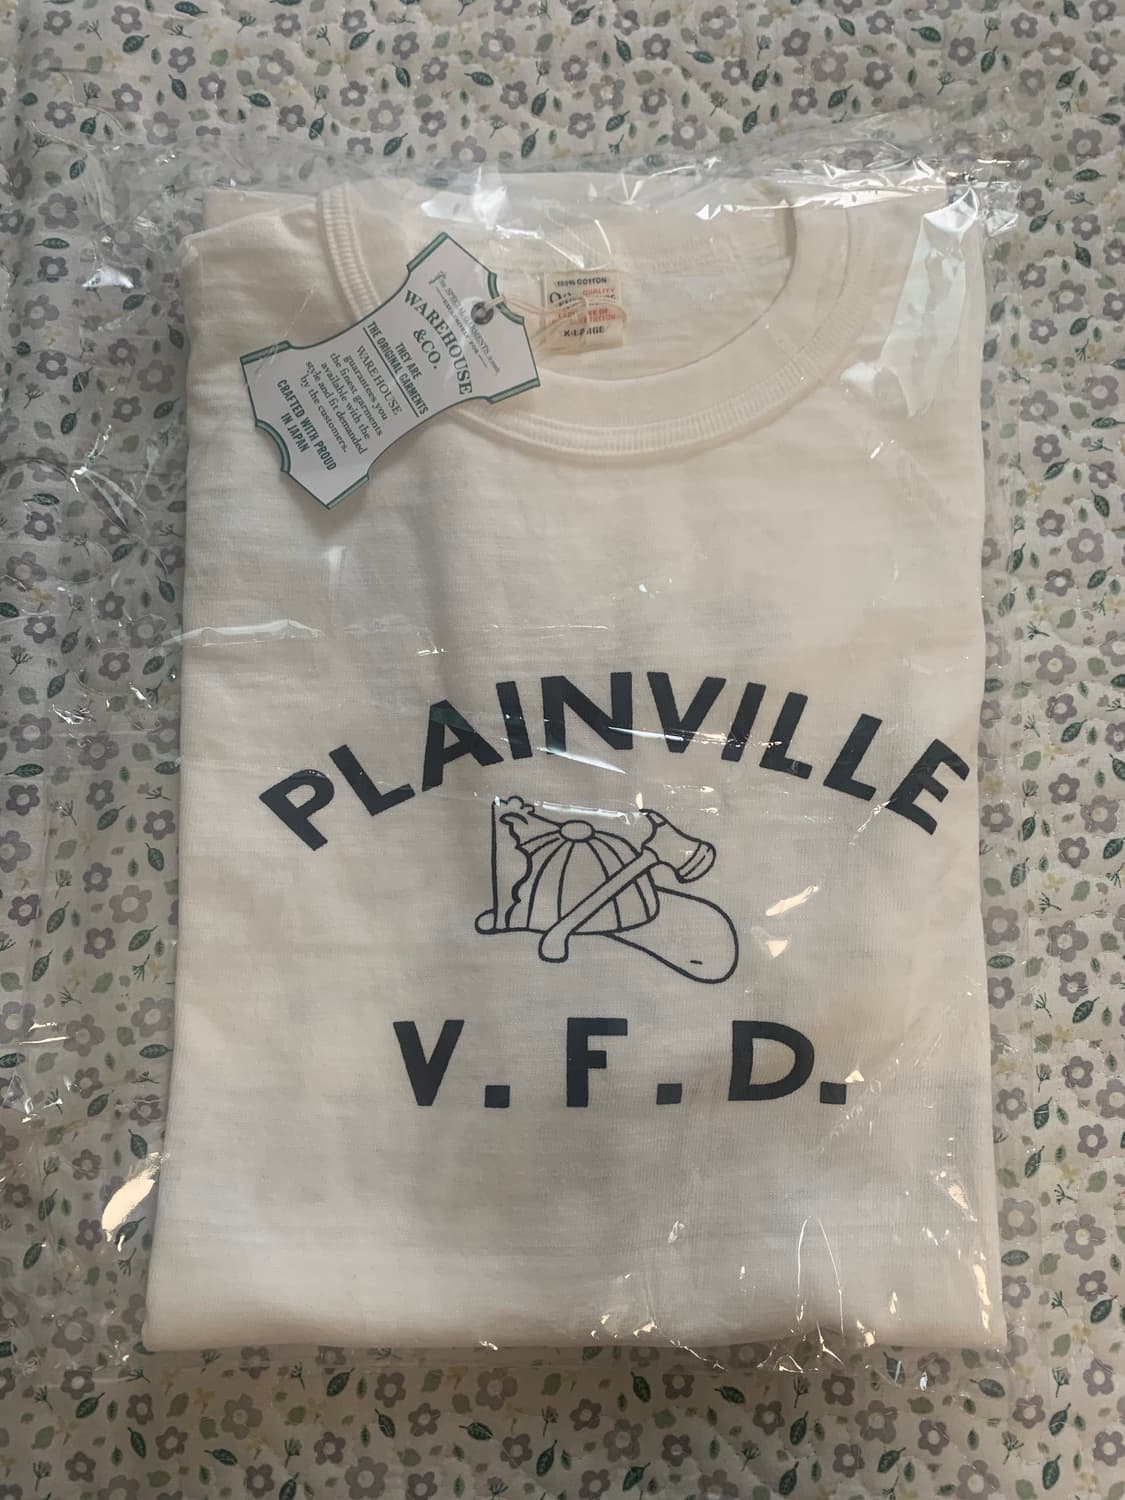 WAREHOUSE
&CO.
THEY ARE
THE ORIGINAL GARMENTS
WAREHOUSE
guarantees you
the finest garments
available with the
style and fit demanded
by the customers.
CRAFTED WITH PROUD
IN JAPAN
100% COTTON
QUALITY
X-LARGE
PLAINVILLE
V.F.D.